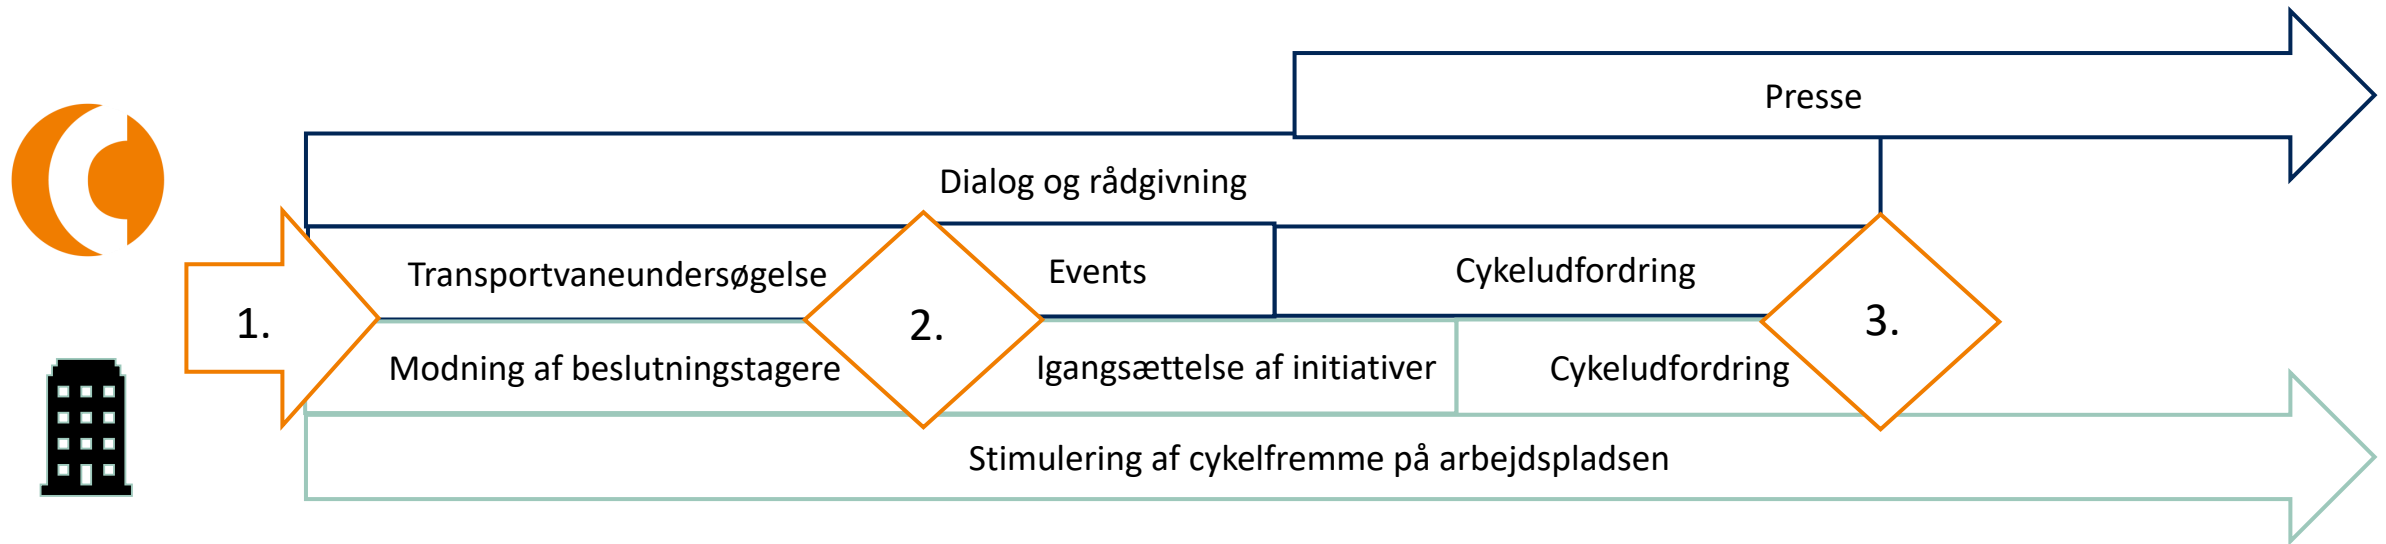 Presse
Dialog og rådgivning
Transportvaneundersøgelse
Events
Cykeludfordring
1.
2.
3.
Modning af beslutningstagere
Igangsættelse af initiativer
Cykeludfordring
Stimulering af cykelfremme på arbejdspladsen